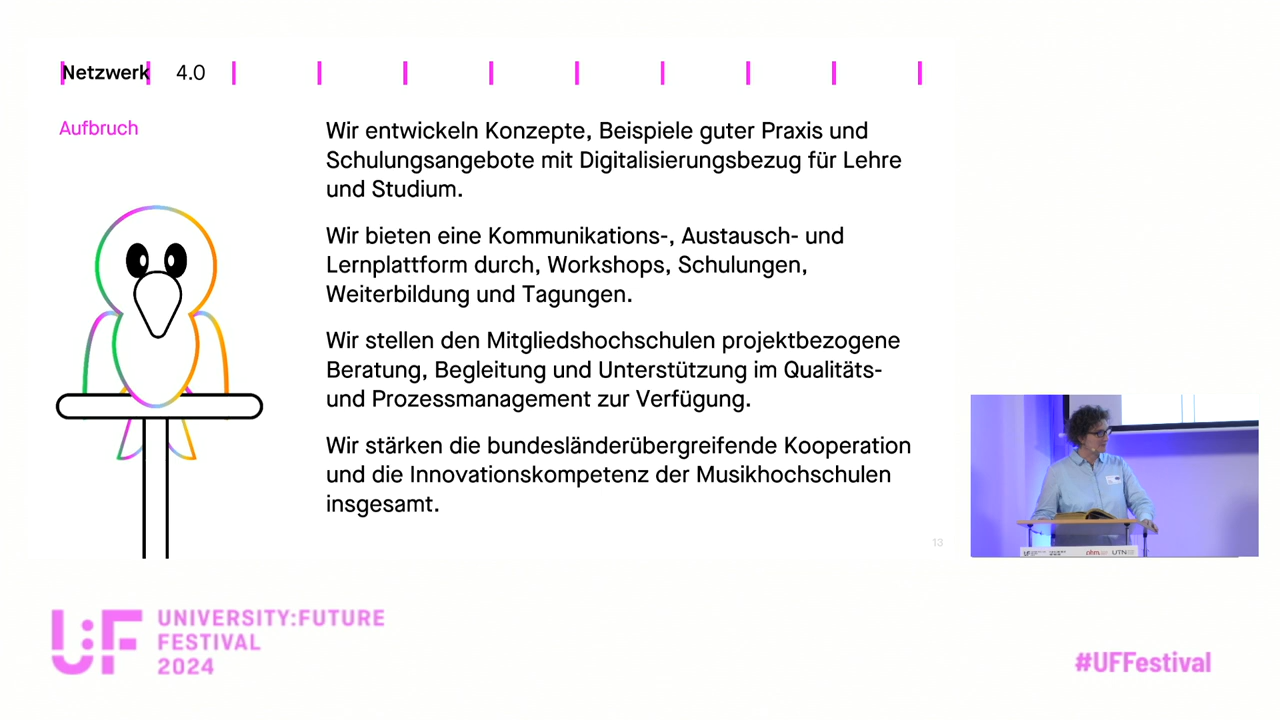 Netzwerk 4.0
Aufbruch
Wir entwickeln Konzepte, Beispiele guter Praxis und
Schulungsangebote mit Digitalisierungsbezug für Lehre
und Studium.
Wir bieten eine Kommunikations-, Austausch- und
Lernplattform durch, Workshops, Schulungen,
Weiterbildung und Tagungen.
Wir stellen den Mitgliedshochschulen projektbezogene
Beratung, Begleitung und Unterstützung im Qualitäts-
und Prozessmanagement zur Verfügung.
Wir stärken die bundesländerübergreifende Kooperation
und die Innovationskompetenz der Musikhochschulen
insgesamt.
13
UTN
U:F
UNIVERSITY:FUTURE
FESTIVAL
2024
#UFFestival